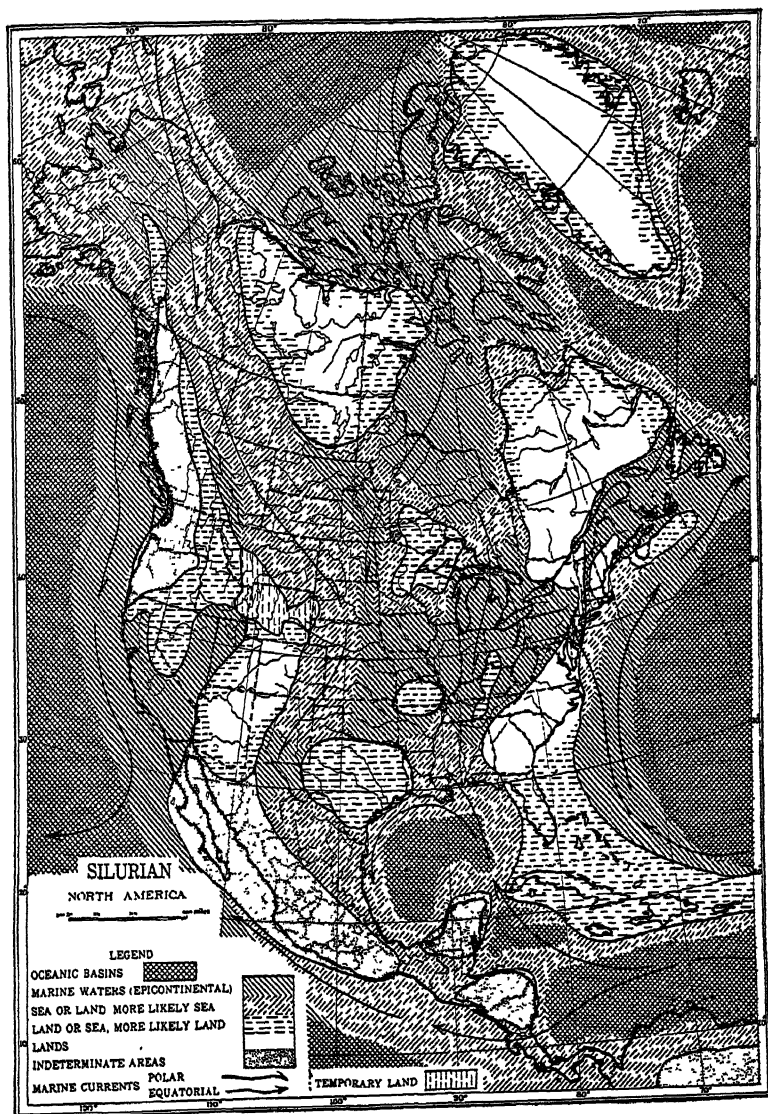 SILURIAN
NORTH AMERICA
LEGEND
OCEANIC BASINS
MARINE WATERS (EPICONTINENTAL)
SEA OR LAND MORE LIKELY SEA
LAND OR SEA, MORE LIKELY LAND
LANDS
INDETERMINATE AREAS
MARINE CURRENTS POLAR
EQUATORIAL
TEMPORARY LAND